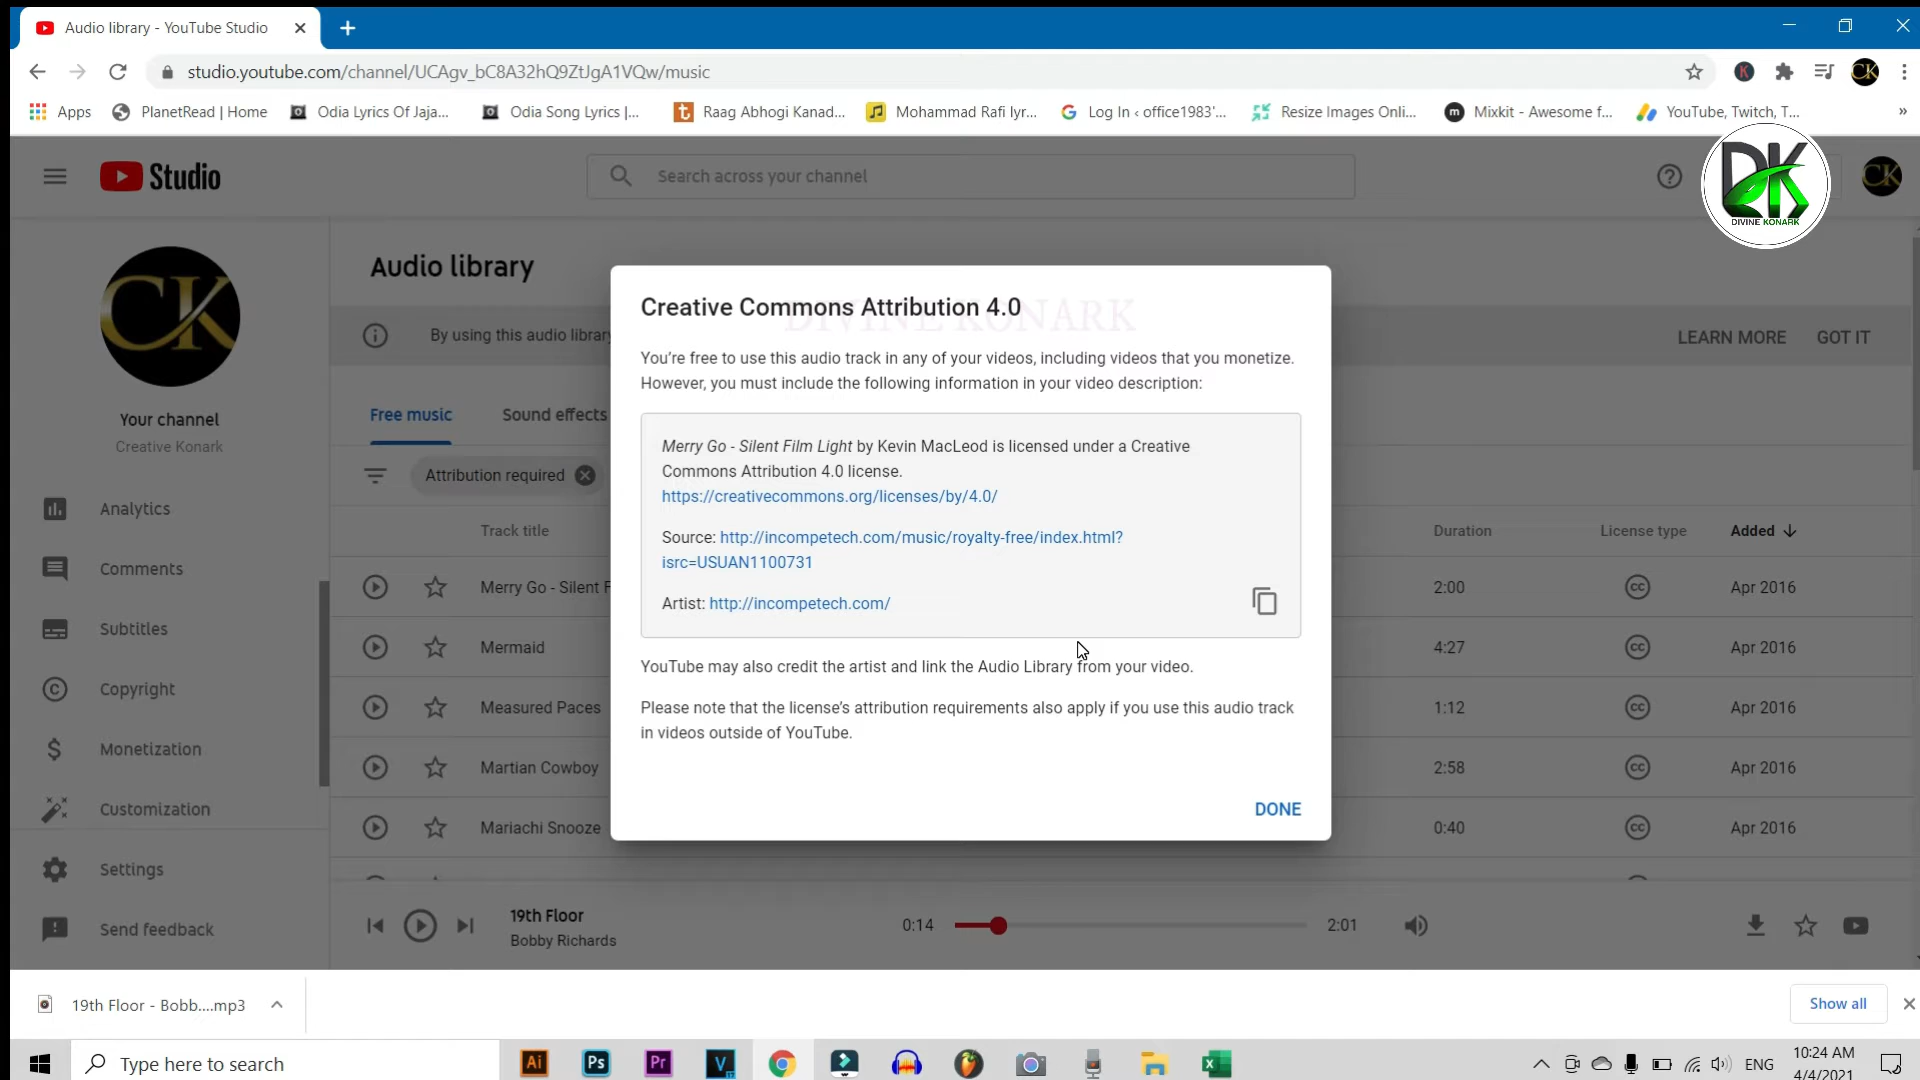 Audio library - YouTube Studio
studio.youtube.com/channel/UCAgv_bC8A32hQ9ZtJgA1VQw/music
Apps PlanetRead | Home Odia Lyrics Of Jaja... Odia Song Lyrics |... Raag Abhogi Kanad... Mohammad Rafi lyr... Log In ‹ office1983'... Resize Images Onli... Mixkit - Awesome f... YouTube, Twitch, T... »
Studio
Search across your channel
CK
DK
DIVINE KONARK
CK
Your channel
Creative Konark
Analytics
Comments
Subtitles
Copyright
Monetization
Customization
Settings
Send feedback
Audio library
By using this audio library
LEARN MORE GOT IT
Free music Sound effects
Attribution required
Track title Duration License type Added
Merry Go - Silent F 2:00 Apr 2016
Mermaid 4:27 Apr 2016
Measured Paces 1:12 Apr 2016
Martian Cowboy 2:58 Apr 2016
Mariachi Snooze 0:40 Apr 2016
DIVINE KONARK
Creative Commons Attribution 4.0
You're free to use this audio track in any of your videos, including videos that you monetize.
However, you must include the following information in your video description:
Merry Go - Silent Film Light by Kevin MacLeod is licensed under a Creative
Commons Attribution 4.0 license.
https://creativecommons.org/licenses/by/4.0/
Source: http://incompetech.com/music/royalty-free/index.html?
isrc=USUAN1100731
Artist: http://incompetech.com/
YouTube may also credit the artist and link the Audio Library from your video.
Please note that the license's attribution requirements also apply if you use this audio track
in videos outside of YouTube.
DONE
19th Floor
Bobby Richards
0:14 2:01
19th Floor - Bobb....mp3
Show all
Type here to search
Ai Ps Pr V
ENG
10:24 AM
4/4/2021